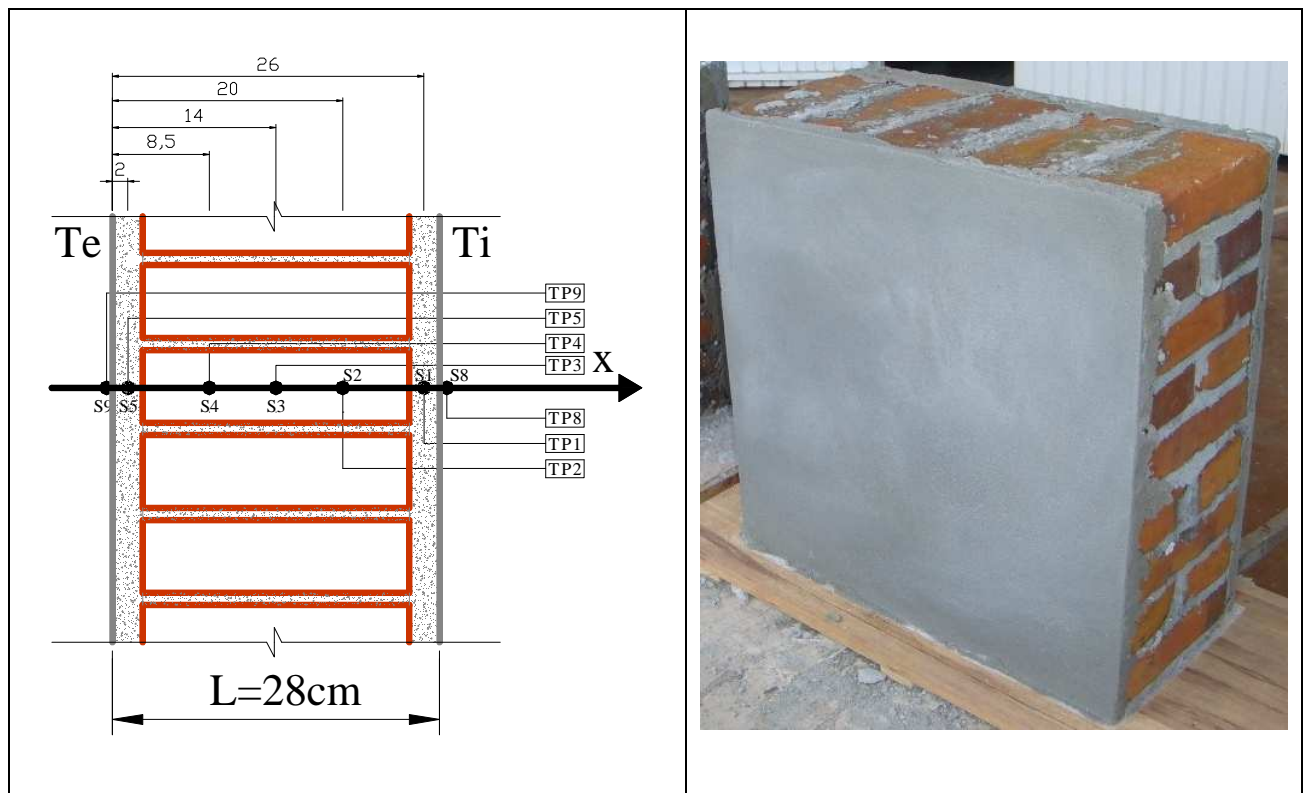 26
20
14
8,5
2
Te
Ti
TP9
TP5
TP4
TP3
X
S9
S5
S4
S3
S2
S1
S8
TP8
TP1
TP2
L=28cm